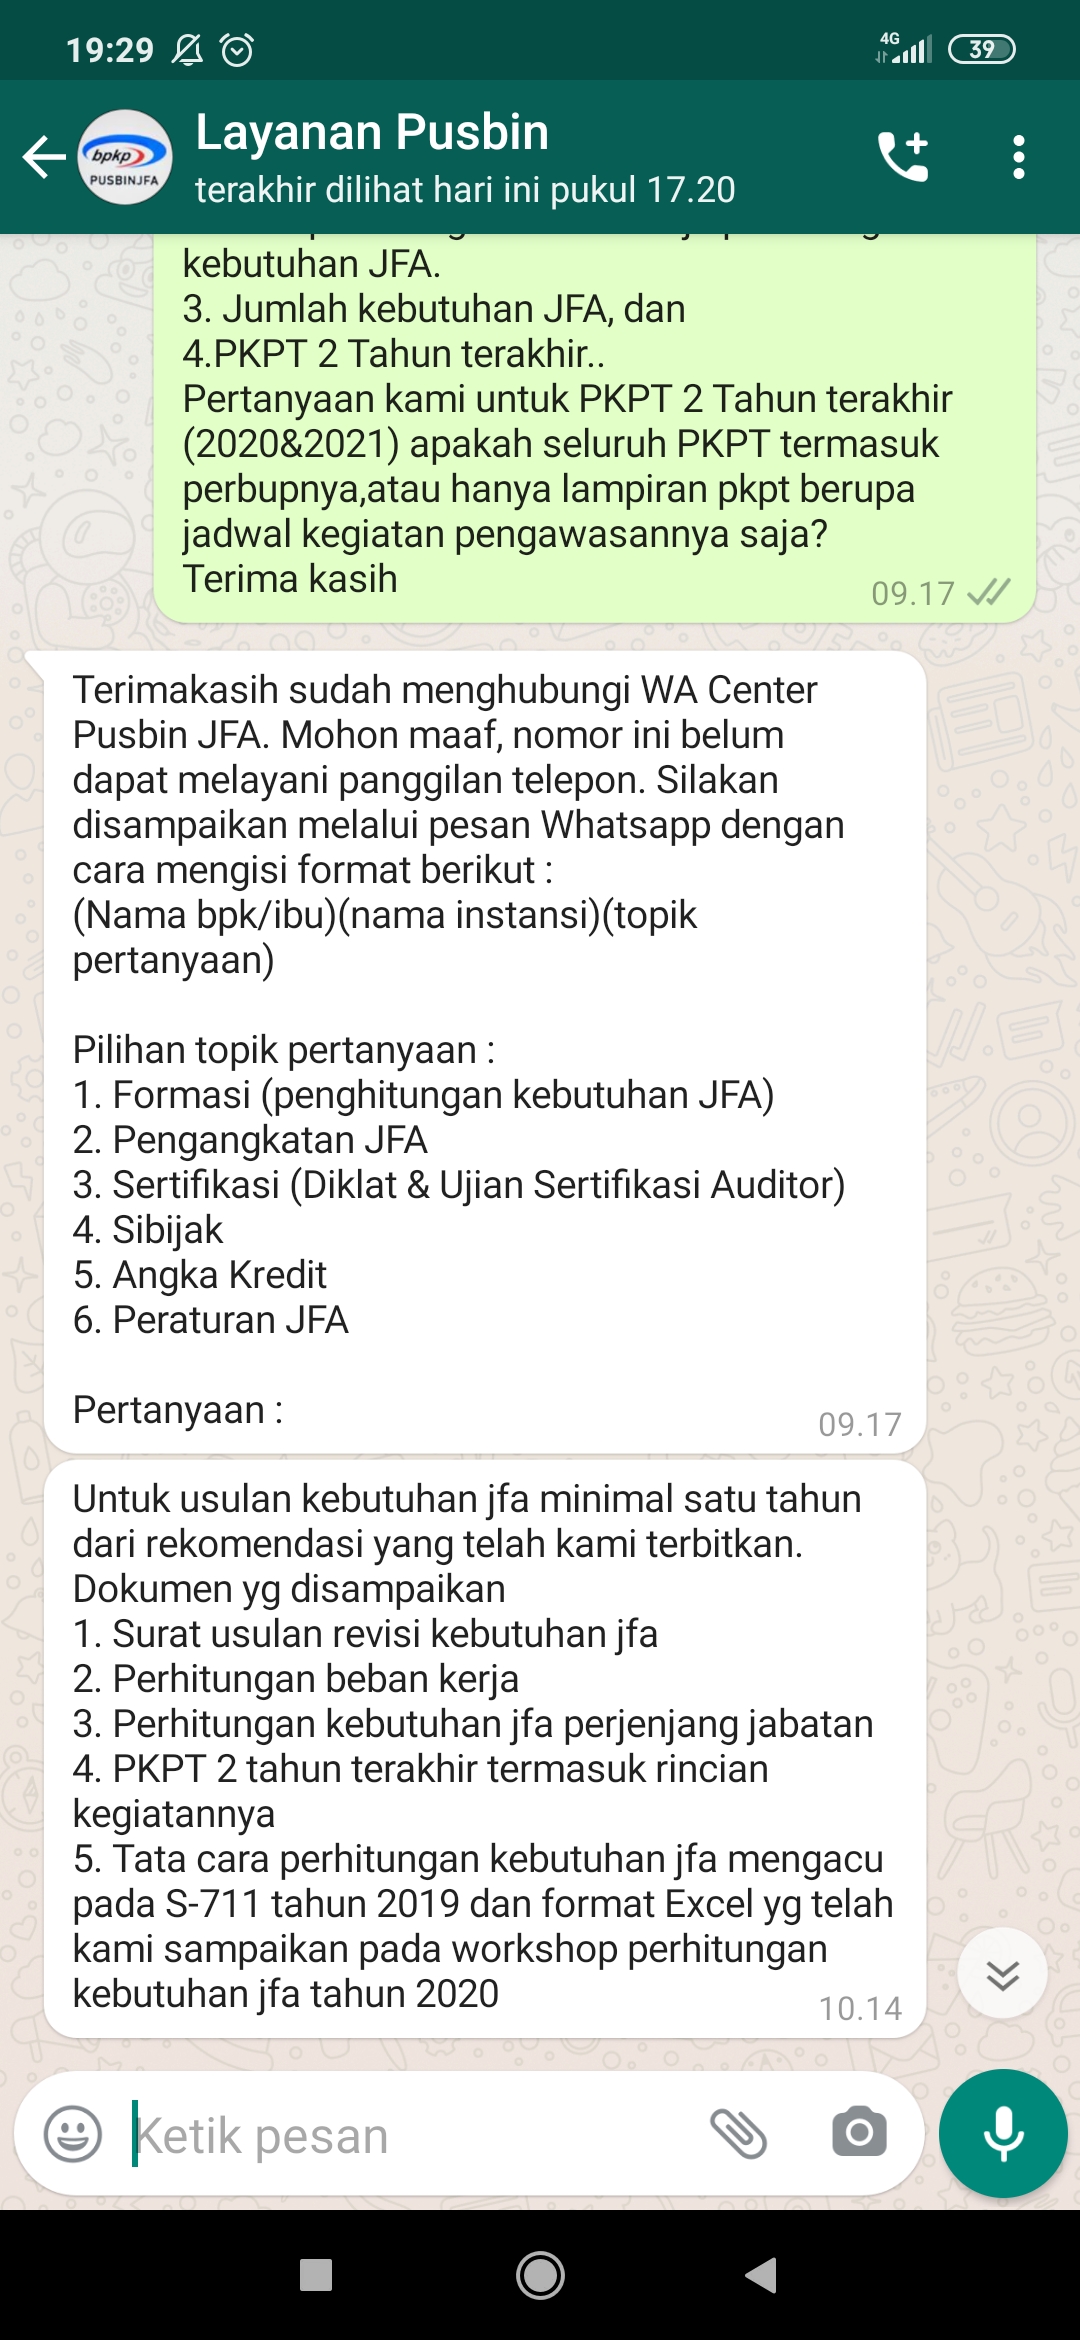 19:29
4G
39
bpkp
PUSBINJFA
Layanan Pusbin
terakhir dilihat hari ini pukul 17.20
kebutuhan JFA.
3. Jumlah kebutuhan JFA, dan
4.PKPT 2 Tahun terakhir..
Pertanyaan kami untuk PKPT 2 Tahun terakhir
(2020&2021) apakah seluruh PKPT termasuk
perbupnya,atau hanya lampiran pkpt berupa
jadwal kegiatan pengawasannya saja?
Terima kasih
09.17
Terimakasih sudah menghubungi WA Center
Pusbin JFA. Mohon maaf, nomor ini belum
dapat melayani panggilan telepon. Silakan
disampaikan melalui pesan Whatsapp dengan
cara mengisi format berikut :
(Nama bpk/ibu)(nama instansi)(topik
pertanyaan)
Pilihan topik pertanyaan :
1. Formasi (penghitungan kebutuhan JFA)
2. Pengangkatan JFA
3. Sertifikasi (Diklat & Ujian Sertifikasi Auditor)
4. Sibijak
5. Angka Kredit
6. Peraturan JFA
Pertanyaan :
09.17
Untuk usulan kebutuhan jfa minimal satu tahun
dari rekomendasi yang telah kami terbitkan.
Dokumen yg disampaikan
1. Surat usulan revisi kebutuhan jfa
2. Perhitungan beban kerja
3. Perhitungan kebutuhan jfa perjenjang jabatan
4. PKPT 2 tahun terakhir termasuk rincian
kegiatannya
5. Tata cara perhitungan kebutuhan jfa mengacu
pada S-711 tahun 2019 dan format Excel yg telah
kami sampaikan pada workshop perhitungan
kebutuhan jfa tahun 2020
10.14
Ketik pesan